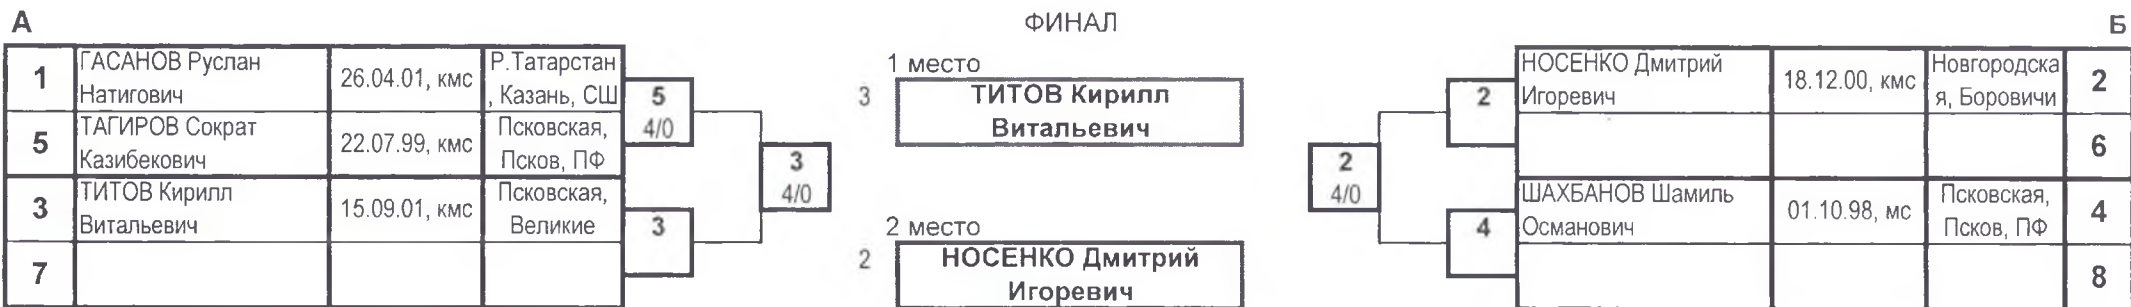 А
ФИНАЛ
Б
1
ГАСАНОВ Руслан
Натигович
26.04.01, кмс
Р.Татарстан
, Казань, СШ
5
ТАГИРОВ Сократ
Казибекович
22.07.99, кмс
Псковская,
Псков, ПФ
3
ТИТОВ Кирилл
Витальевич
15.09.01, кмс
Псковская,
Великие
7
5
4/0
3
3
4/0
1 место
3
ТИТОВ Кирилл
Витальевич
2 место
2
НОСЕНКО Дмитрий
Игоревич
2
4/0
2
4
НОСЕНКО Дмитрий
Игоревич
18.12.00, кмс
Новгородска
я, Боровичи
2
6
ШАХБАНОВ Шамиль
Османович
01.10.98, мс
Псковская,
Псков, ПФ
4
8